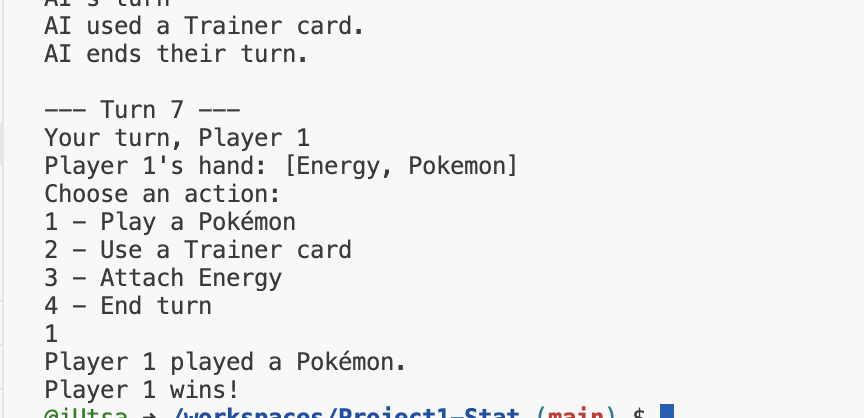 AI's turn
AI used a Trainer card.
AI ends their turn.
--- Turn 7 ---
Your turn, Player 1
Player 1's hand: [Energy, Pokemon]
Choose an action:
1 - Play a Pokémon
2 - Use a Trainer card
3 - Attach Energy
4 - End turn
1
Player 1 played a Pokémon.
Player 1 wins!
@jUtsa → /workspaces/Project1-Stat (main) $